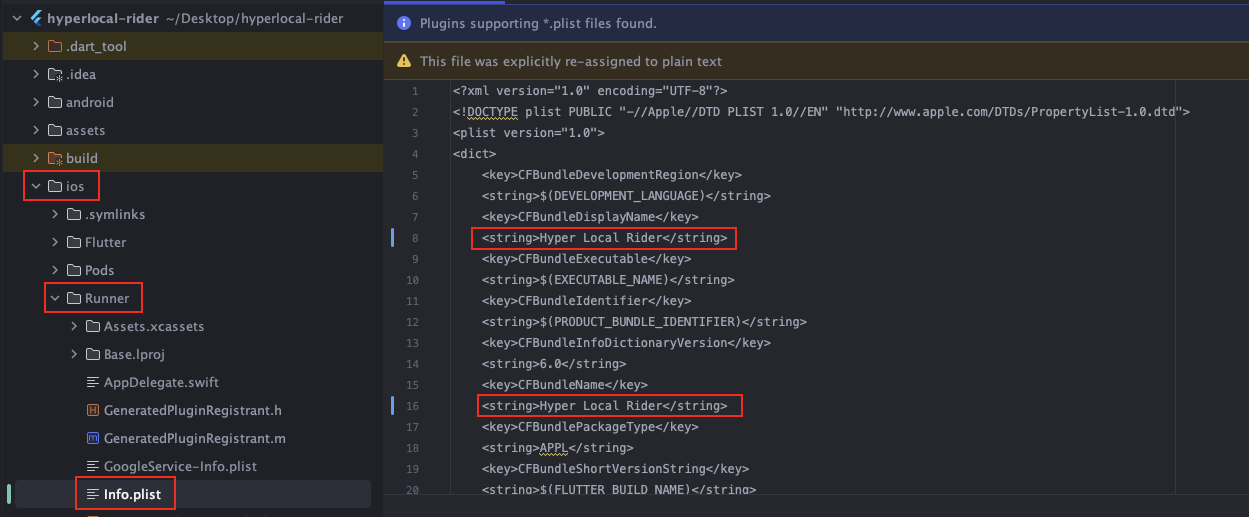 hyperlocal-rider ~/Desktop/hyperlocal-rider
.dart_tool
.idea
android
assets
build
ios
.symlinks
Flutter
Pods
Runner
Assets.xcassets
Base.lproj
AppDelegate.swift
GeneratedPluginRegistrant.h
GeneratedPluginRegistrant.m
GoogleService-Info.plist
Info.plist
Plugins supporting *.plist files found.
This file was explicitly re-assigned to plain text
1 <?xml version="1.0" encoding="UTF-8"?>
2 <!DOCTYPE plist PUBLIC "-//Apple//DTD PLIST 1.0//EN" "http://www.apple.com/DTDs/PropertyList-1.0.dtd">
3 <plist version="1.0">
4 <dict>
5 <key>CFBundleDevelopmentRegion</key>
6 <string>$(DEVELOPMENT_LANGUAGE)</string>
7 <key>CFBundleDisplayName</key>
8 <string>Hyper Local Rider</string>
9 <key>CFBundleExecutable</key>
10 <string>$(EXECUTABLE_NAME)</string>
11 <key>CFBundleIdentifier</key>
12 <string>$(PRODUCT_BUNDLE_IDENTIFIER)</string>
13 <key>CFBundleInfoDictionaryVersion</key>
14 <string>6.0</string>
15 <key>CFBundleName</key>
16 <string>Hyper Local Rider</string>
17 <key>CFBundlePackageType</key>
18 <string>APPL</string>
19 <key>CFBundleShortVersionString</key>
20 <string>$(FLUTTER_BUILD_NAME)</string>